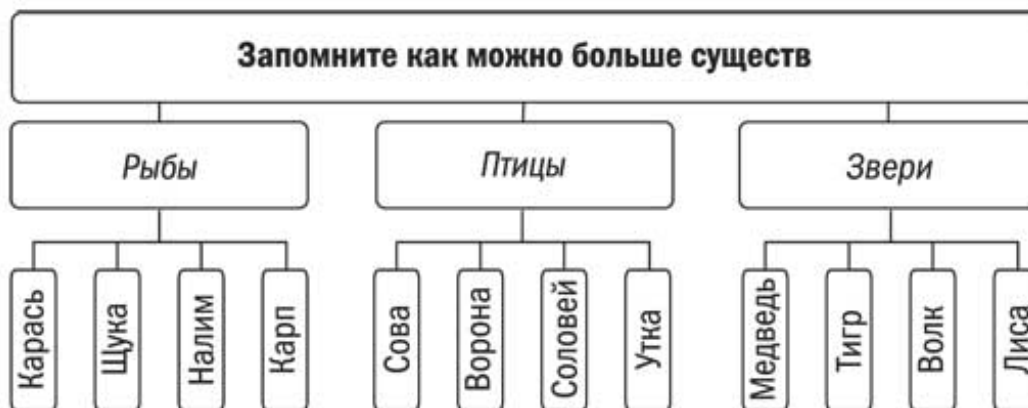 Запомните как можно больше существ
Рыбы
Птицы
Звери
Карась
Щука
Налим
Карп
Сова
Ворона
Соловей
Утка
Медведь
Тигр
Волк
Лиса